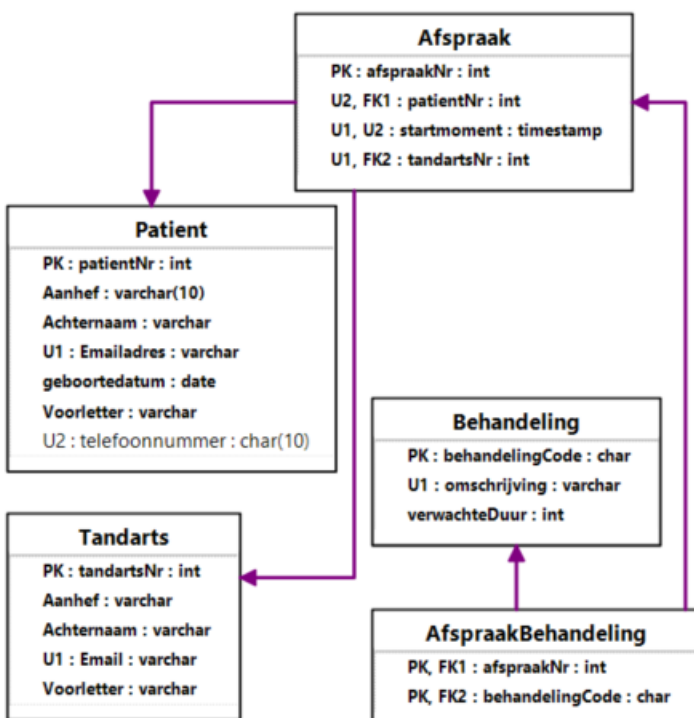 Afspraak
PK : afspraakNr : int
U2, FK1 : patientNr : int
U1, U2 : startmoment : timestamp
U1, FK2 : tandartsNr : int
Patient
PK : patientNr : int
Aanhef : varchar(10)
Achternaam : varchar
U1 : Emailadres : varchar
geboortedatum : date
Voorletter : varchar
U2 : telefoonnummer : char(10)
Behandeling
PK : behandelingCode : char
U1 : omschrijving : varchar
verwachteDuur : int
Tandarts
PK : tandartsNr : int
Aanhef : varchar
Achternaam : varchar
U1 : Email : varchar
Voorletter : varchar
AfspraakBehandeling
PK, FK1 : afspraakNr : int
PK, FK2 : behandelingCode : char